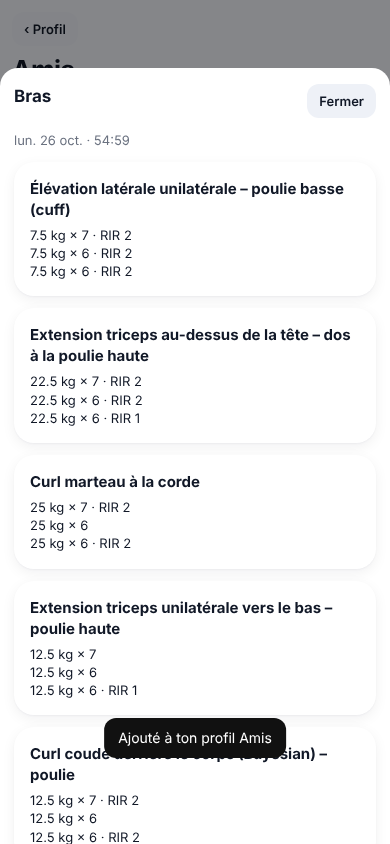 ‹ Profil
Amis
Bras
Fermer
lun. 26 oct. · 54:59
Élévation latérale unilatérale – poulie basse
(cuff)
7.5 kg × 7 · RIR 2
7.5 kg × 6 · RIR 2
7.5 kg × 6 · RIR 2
Extension triceps au-dessus de la tête – dos
à la poulie haute
22.5 kg × 7 · RIR 2
22.5 kg × 6 · RIR 2
22.5 kg × 6 · RIR 1
Curl marteau à la corde
25 kg × 7 · RIR 2
25 kg × 6
25 kg × 6 · RIR 2
Extension triceps unilatérale vers le bas –
poulie haute
12.5 kg × 7
12.5 kg × 6
12.5 kg × 6 · RIR 1
Ajouté à ton profil Amis
Curl coudé derrière le corps (Bayesian) –
poulie
12.5 kg × 7 · RIR 2
12.5 kg × 6
12.5 kg × 6 · RIR 2